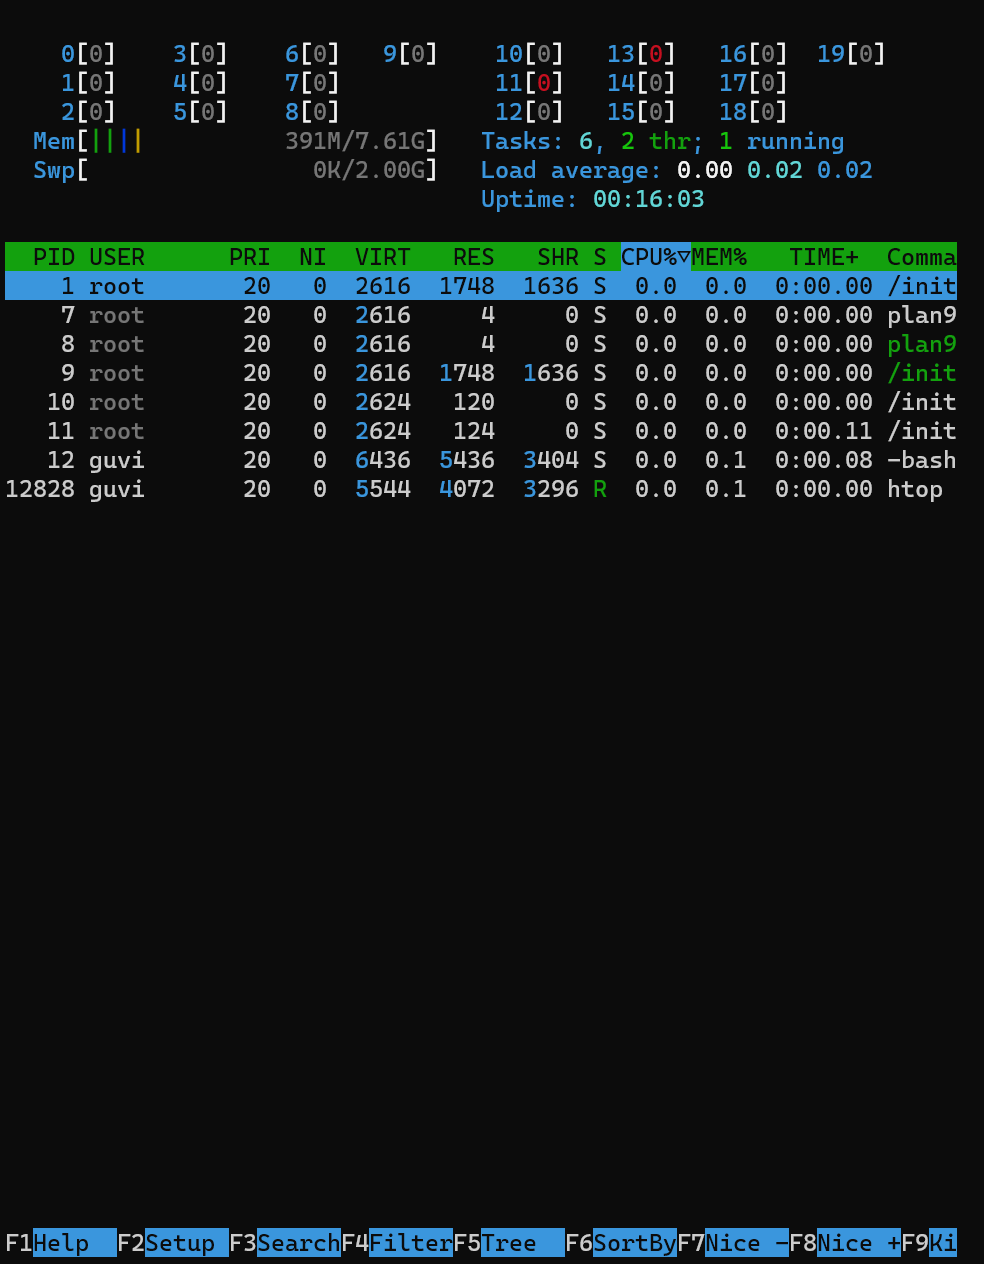 0[0] 3[0] 6[0] 9[0] 10[0] 13[0] 16[0] 19[0]
1[0] 4[0] 7[0] 11[0] 14[0] 17[0]
2[0] 5[0] 8[0] 12[0] 15[0] 18[0]
Mem[|||| 391M/7.61G] Tasks: 6, 2 thr; 1 running
Swp[ 0K/2.00G] Load average: 0.00 0.02 0.02
Uptime: 00:16:03
PID USER PRI NI VIRT RES SHR S CPU%▽MEM% TIME+ Comma
1 root 20 0 2616 1748 1636 S 0.0 0.0 0:00.00 /init
7 root 20 0 2616 4 0 S 0.0 0.0 0:00.00 plan9
8 root 20 0 2616 4 0 S 0.0 0.0 0:00.00 plan9
9 root 20 0 2616 1748 1636 S 0.0 0.0 0:00.00 /init
10 root 20 0 2624 120 0 S 0.0 0.0 0:00.00 /init
11 root 20 0 2624 124 0 S 0.0 0.0 0:00.11 /init
12 guvi 20 0 6436 5436 3404 S 0.0 0.1 0:00.08 -bash
12828 guvi 20 0 5544 4072 3296 R 0.0 0.1 0:00.00 htop
F1Help F2Setup F3SearchF4FilterF5Tree F6SortByF7Nice -F8Nice +F9Ki